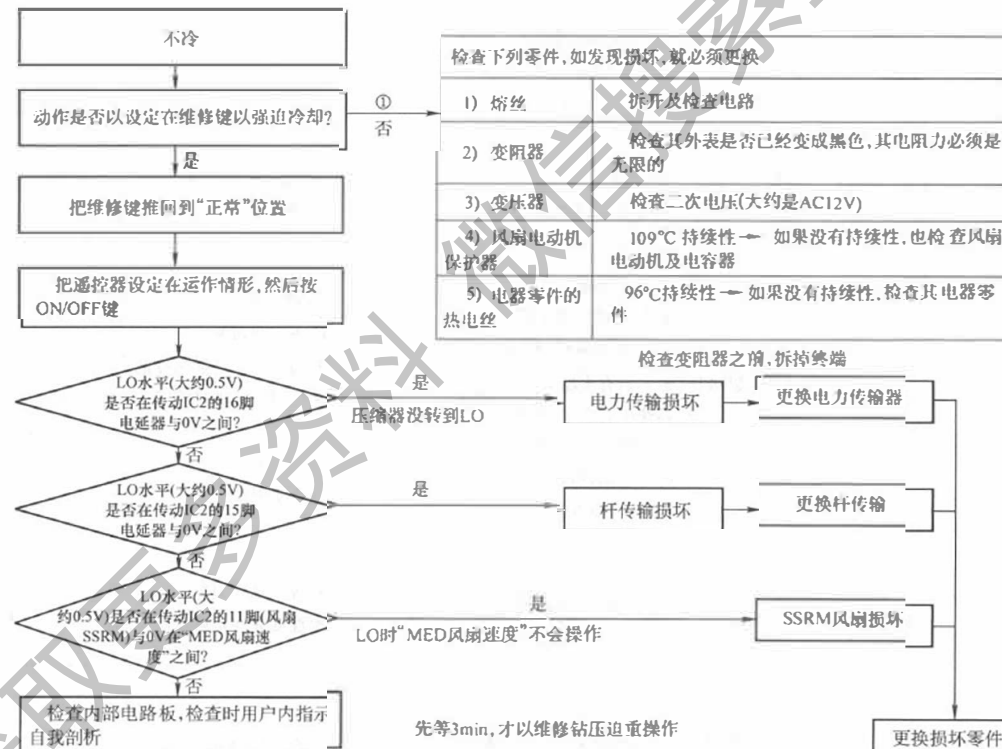 不冷
检查下列零件,如发现损坏,就必须更换
动作是否以设定在维修键以强迫冷却?
①
否
1) 熔丝
拆开及检查电路
2) 变阻器
检查其外表是否已经变成黑色,其电阻力必须是
无限的
是
把维修键推回到“正常”位置
3) 变压器
检查二次电压(大约是AC12V)
4) 风扇电动机
保护器
109℃ 持续性→ 如果没有持续性,也检查风扇
电动机及电容器
5) 电器零件的
热电丝
96℃持续性→如果没有持续性,检查其电器零
件
把遥控器设定在运作情形,然后按
ON/OFF键
检查变阻器之前,拆掉终端
LO水平(大约0.5V)
是否在传动IC2的16脚
电延器与0V之间?
是
压缩器没转到LO
电力传输损坏
更换电力传输器
否
LO水平(大约0.5V)
是否在传动IC2的15脚
电延器与0V之间?
是
杆传输损坏
更换杆传输
否
LO水平(大
约0.5V)是否在传动IC2的11脚(风扇
SSRM)与0V在“MED风扇速
度”之间?
是
LO时“MED风扇速度”不会操作
SSRM风扇损坏
否
检查内部电路板,检查时用户内指示
自我剖析
先等3min,才以维修钻压迫重操作
更换损坏零件
获取更多资料 微信搜索